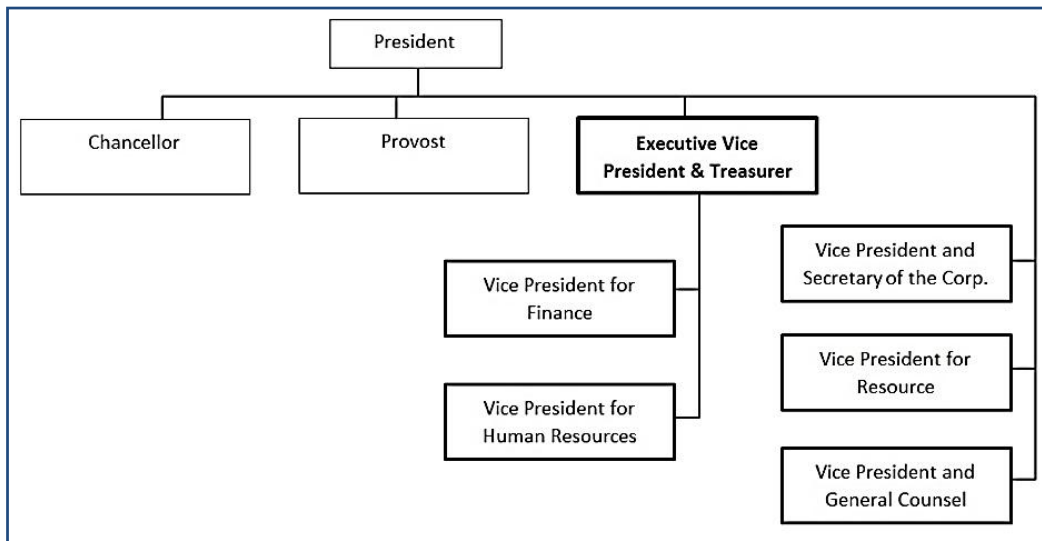 President
Chancellor
Provost
Executive Vice
President & Treasurer
Vice President for
Finance
Vice President for
Human Resources
Vice President and
Secretary of the Corp.
Vice President for
Resource
Vice President and
General Counsel